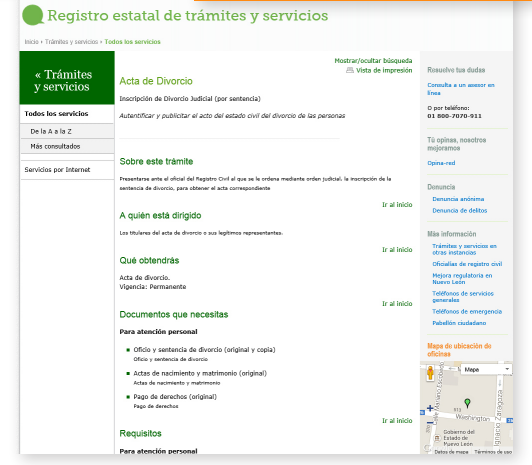 Registro estatal de trámites y servicios
Inicio › Trámites y servicios › Todos los servicios
« Trámites
y servicios
Todos los servicios
De la A a la Z
Más consultados
Servicios por Internet
Mostrar/ocultar búsqueda
Vista de impresión
Acta de Divorcio
Inscripción de Divorcio Judicial (por sentencia)
Autentificar y publicitar el acto del estado civil del divorcio de las personas
Sobre este trámite
Presentarse ante el oficial del Registro Civil al que se le ordena mediante orden judicial, la inscripción de la
sentencia de divorcio, para obtener el acta correspondiente
Ir al inicio
A quién está dirigido
Los titulares del acta de divorcio o sus legítimos representantes.
Ir al inicio
Qué obtendrás
Acta de divorcio.
Vigencia: Permanente
Ir al inicio
Documentos que necesitas
Para atención personal
Oficio y sentencia de divorcio (original y copia)
Oficio y sentencia de divorcio
Actas de nacimiento y matrimonio (original)
Actas de nacimiento y matrimonio
Pago de derechos (original)
Pago de derechos
Ir al inicio
Requisitos
Para atención personal
Resuelve tus dudas
Consulta a un asesor en
línea
O por teléfono:
01 800-7070-911
Tú opinas, nosotros
mejoramos
Opina-red
Denuncia
Denuncia anónima
Denuncia de delitos
Más información
Trámites y servicios en
otras instancias
Oficialías de registro civil
Mejora regulatoria en
Nuevo León
Teléfonos de servicios
generales
Teléfonos de emergencia
Pabellón ciudadano
Mapa de ubicación de
oficinas
Mapa
Calle Mariano Escobedo
Ignacio Zaragoza
Washington
Gobierno del
Estado de
Nuevo León
Datos de mapa Términos de uso